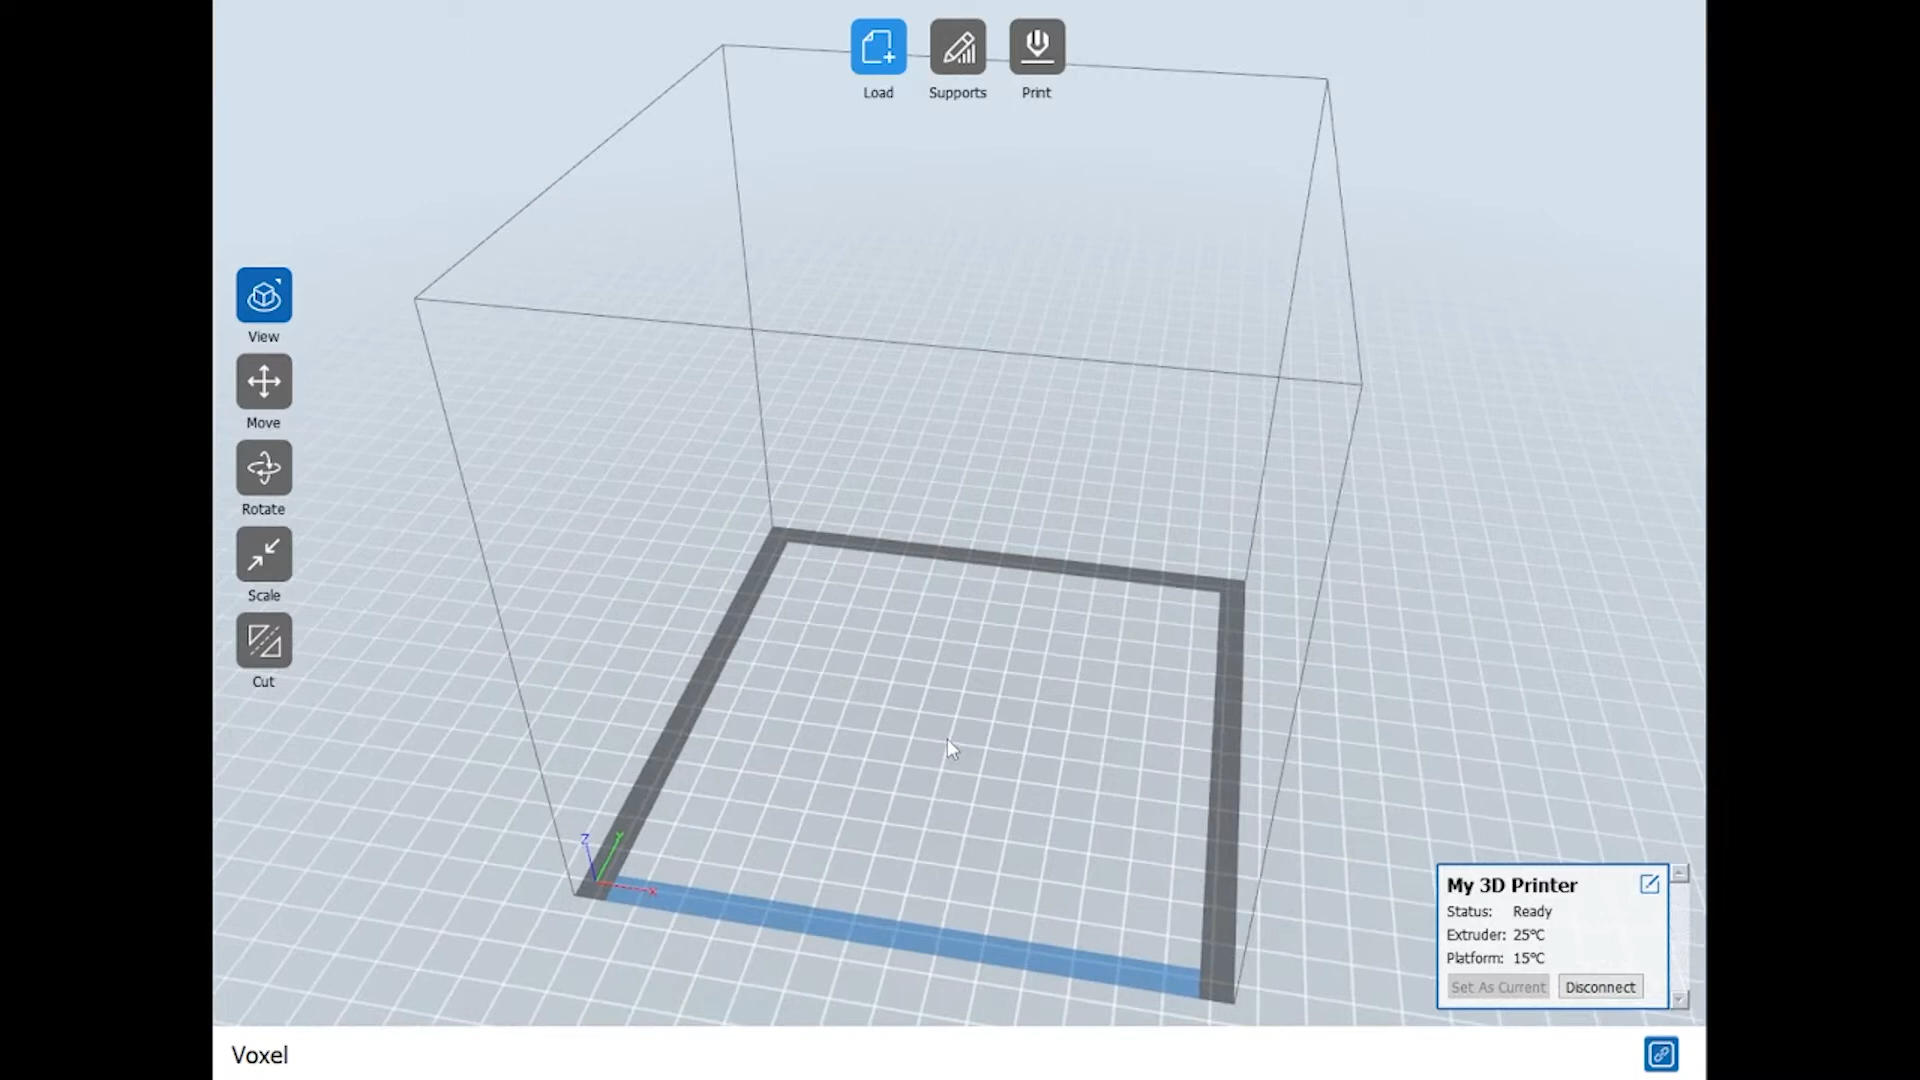 Load
Supports
Print
View
Move
Rotate
Scale
Cut
Z
Y
X
My 3D Printer
Status: Ready
Extruder: 25°C
Platform: 15°C
Set As Current
Disconnect
Voxel